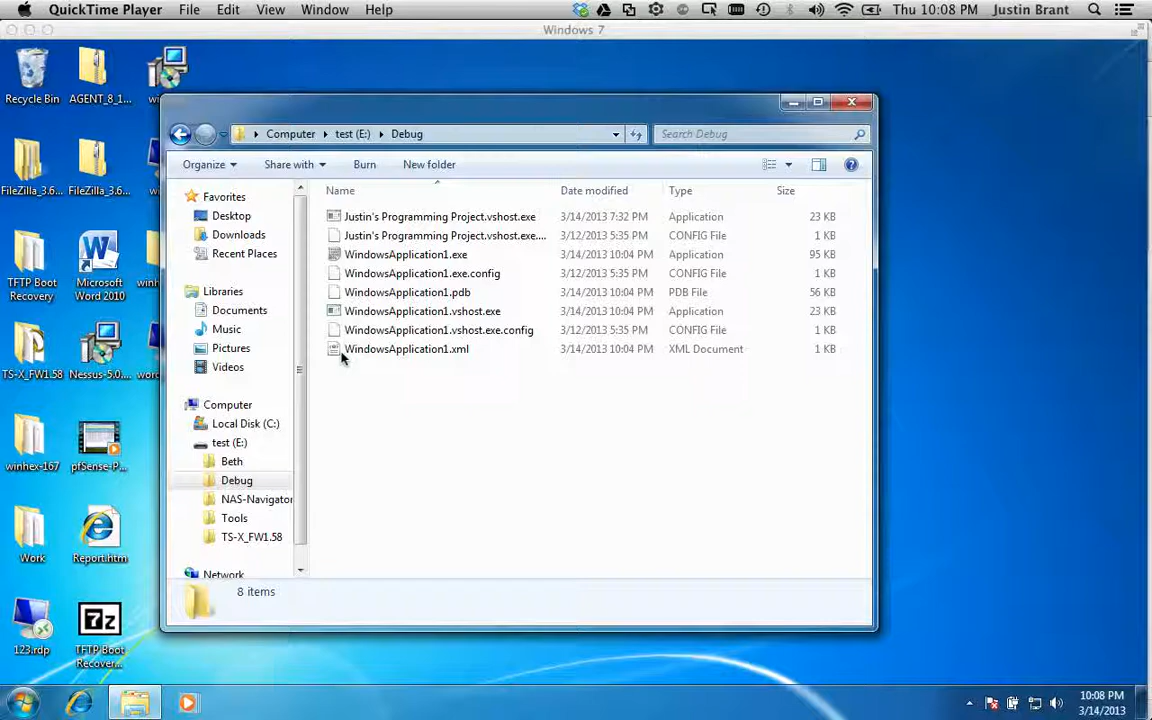 QuickTime Player File Edit View Window Help Thu 10:08 PM Justin Brant
Windows 7
Recycle Bin
AGENT_8_1...
FileZilla_3.6...
FileZilla_3.6...
TFTP Boot
Recovery
Microsoft
Word 2010
TS-X_FW1.58
Nessus-5.0....
winhex-167
pfSense-P...
Work
Report.htm
123.rdp
TFTP Boot
Recover...
Computer test (E:) Debug
Search Debug
Organize Share with Burn New folder
Favorites
Desktop
Downloads
Recent Places
Libraries
Documents
Music
Pictures
Videos
Computer
Local Disk (C:)
test (E:)
Beth
Debug
NAS-Navigator
Tools
TS-X_FW1.58
Network
Name Date modified Type Size
Justin's Programming Project.vshost.exe 3/14/2013 7:32 PM Application 23 KB
Justin's Programming Project.vshost.exe.... 3/12/2013 5:35 PM CONFIG File 1 KB
WindowsApplication1.exe 3/14/2013 10:04 PM Application 95 KB
WindowsApplication1.exe.config 3/12/2013 5:35 PM CONFIG File 1 KB
WindowsApplication1.pdb 3/14/2013 10:04 PM PDB File 56 KB
WindowsApplication1.vshost.exe 3/14/2013 10:04 PM Application 23 KB
WindowsApplication1.vshost.exe.config 3/12/2013 5:35 PM CONFIG File 1 KB
WindowsApplication1.xml 3/14/2013 10:04 PM XML Document 1 KB
8 items
10:08 PM
3/14/2013